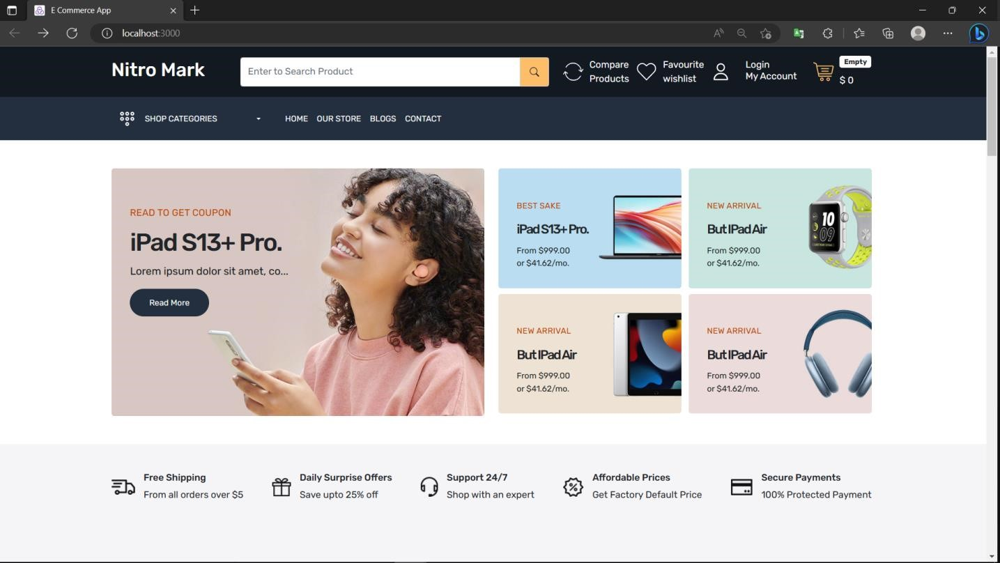 E Commerce App
localhost:3000
Nitro Mark
Enter to Search Product
Compare
Products
Favourite
wishlist
Login
My Account
Empty
$ 0
SHOP CATEGORIES
HOME OUR STORE BLOGS CONTACT
READ TO GET COUPON
iPad S13+ Pro.
Lorem ipsum dolor sit amet, co...
Read More
BEST SAKE
iPad S13+ Pro.
From $999.00
or $41.62/mo.
NEW ARRIVAL
But IPad Air
From $999.00
or $41.62/mo.
10
09
NEW ARRIVAL
But IPad Air
From $999.00
or $41.62/mo.
NEW ARRIVAL
But IPad Air
From $999.00
or $41.62/mo.
Free Shipping
From all orders over $5
Daily Surprise Offers
Save upto 25% off
Support 24/7
Shop with an expert
Affordable Prices
Get Factory Default Price
Secure Payments
100% Protected Payment